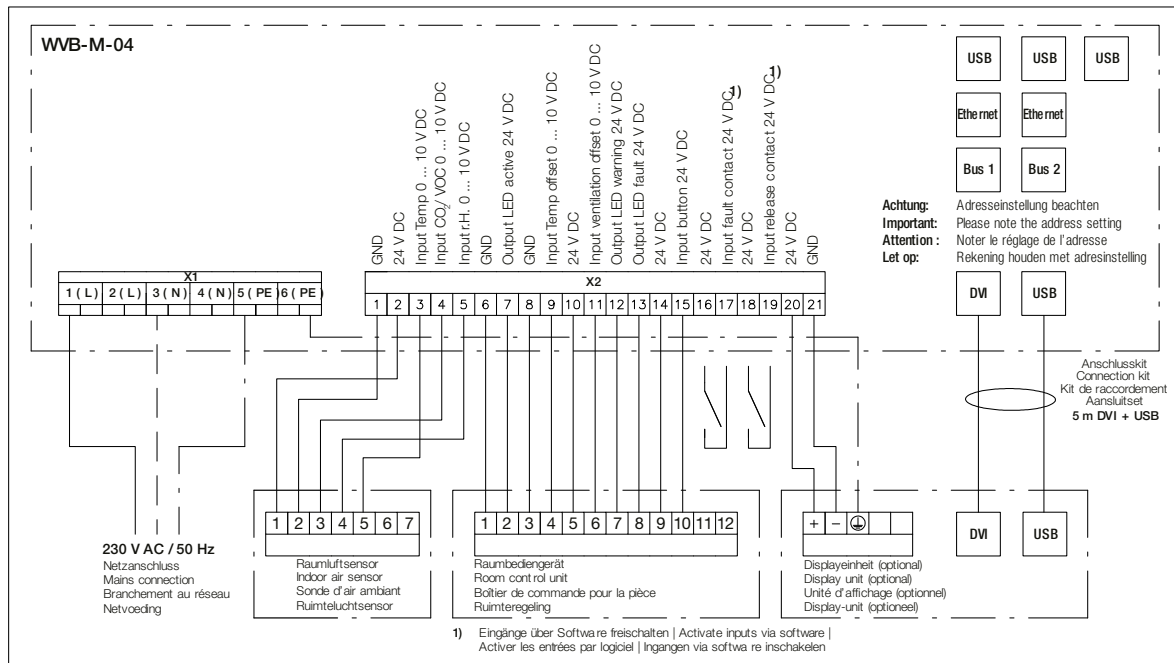 WVB-M-04
GND
24 V DC
Input Temp 0 ... 10 V DC
Input CO2/ VOC 0 ... 10 V DC
Input r.H. 0 ... 10 V DC
GND
Output LED active 24 V DC
GND
Input Temp offset 0 ... 10 V DC
24 V DC
Input ventilation offset 0 ... 10 V DC
Output LED warning 24 V DC
Output LED fault 24 V DC
24 V DC
Input button 24 V DC
24 V DC
Input fault contact 24 V DC 1)
24 V DC
Input release contact 24 V DC 1)
24 V DC
GND
USB USB USB
Ethernet Ethernet
Bus 1 Bus 2
Achtung: Adresseinstellung beachten
Important: Please note the address setting
Attention : Noter le réglage de l'adresse
Let op: Rekening houden met adresinstelling
X1
1 ( L ) 2 ( L ) 3 ( N ) 4 ( N ) 5 ( PE ) 6 ( PE )
X2
1 2 3 4 5 6 7 8 9 10 11 12 13 14 15 16 17 18 19 20 21
DVI USB
Anschlusskit
Connection kit
Kit de raccordement
Aansluitset
5 m DVI + USB
230 V AC / 50 Hz
Netzanschluss
Mains connection
Branchement au réseau
Netvoeding
1 2 3 4 5 6 7
Raumluftsensor
Indoor air sensor
Sonde d'air ambiant
Ruimteluchtsensor
1 2 3 4 5 6 7 8 9 10 11 12
Raumbediengerät
Room control unit
Boîtier de commande pour la pièce
Ruimteregeling
+ −
Displayeinheit (optional)
Display unit (optional)
Unité d'affichage (optionnel)
Display-unit (optioneel)
DVI USB
1) Eingänge über Software freischalten | Activate inputs via software |
Activer les entrées par logiciel | Ingangen via software inschakelen